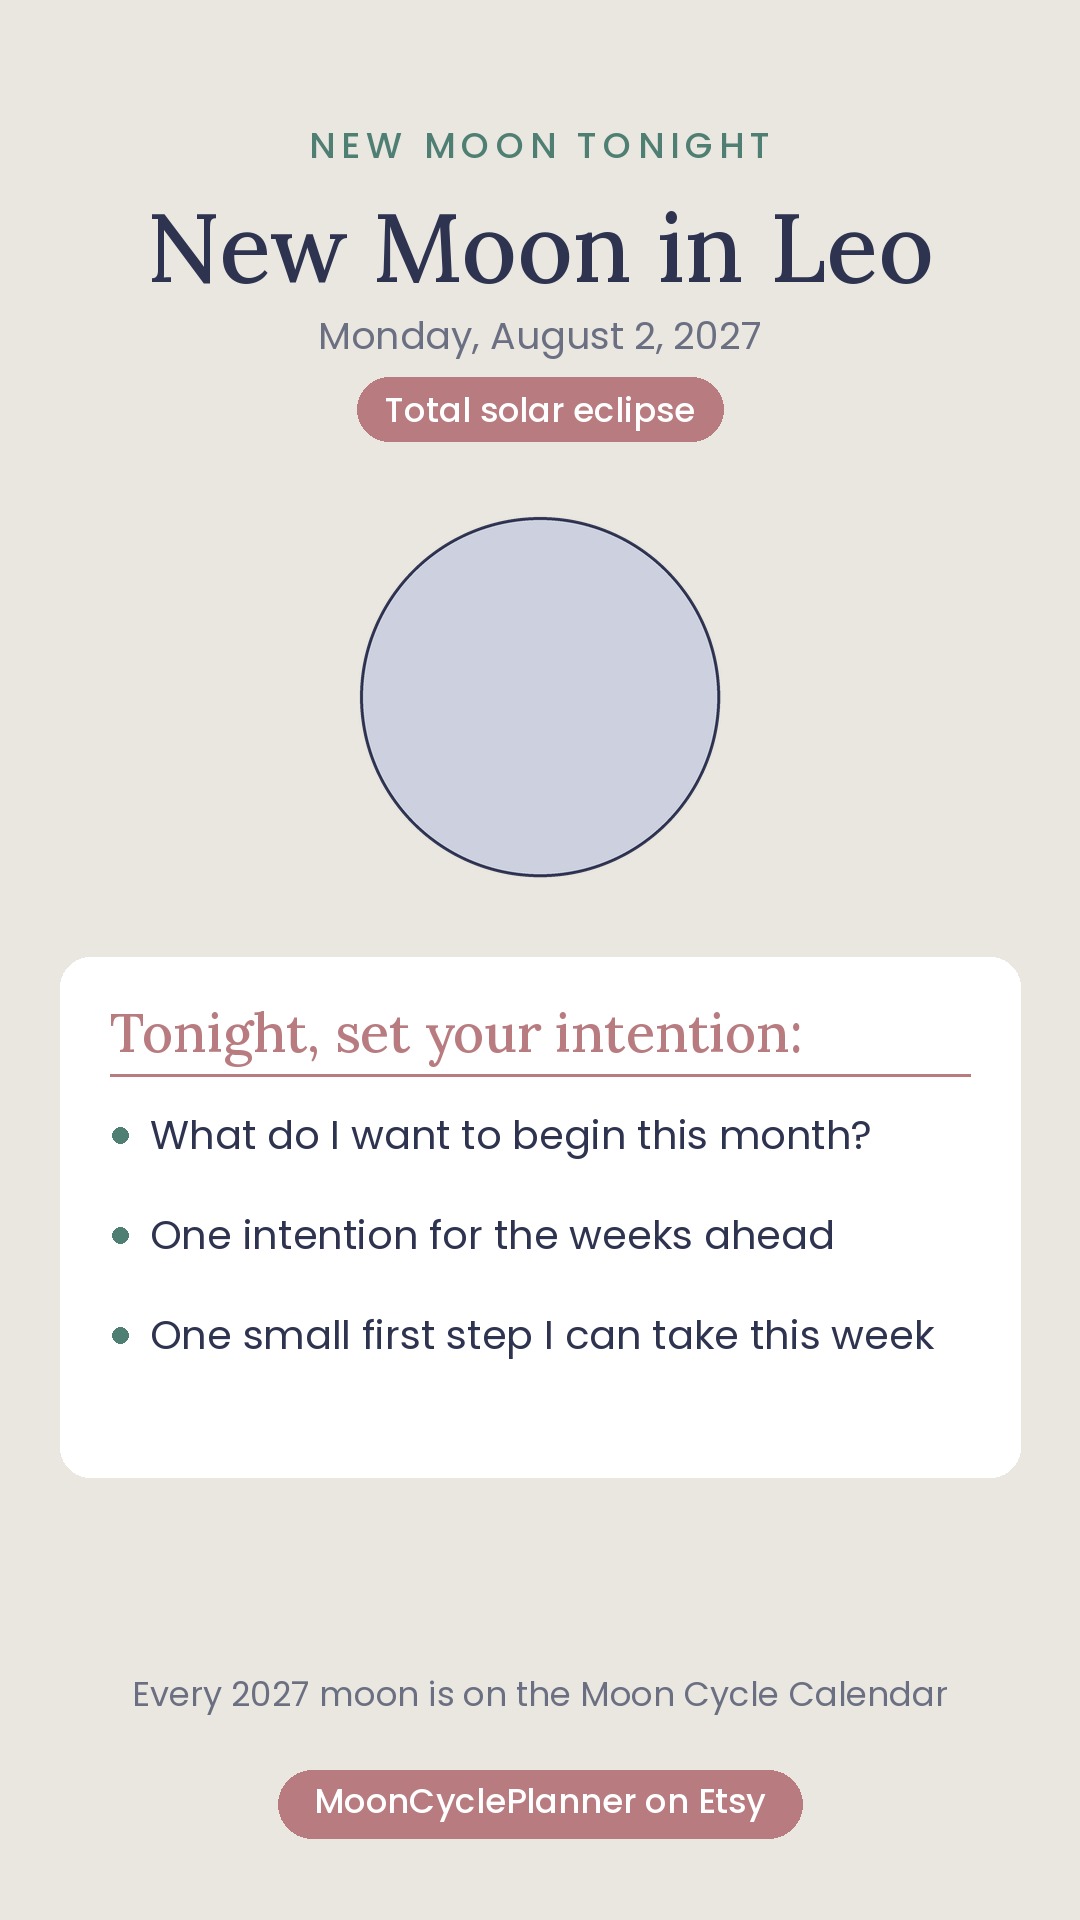 NEW MOON TONIGHT
New Moon in Leo
Monday, August 2, 2027
Total solar eclipse
Tonight, set your intention:
What do I want to begin this month?
One intention for the weeks ahead
One small first step I can take this week
Every 2027 moon is on the Moon Cycle Calendar
MoonCyclePlanner on Etsy